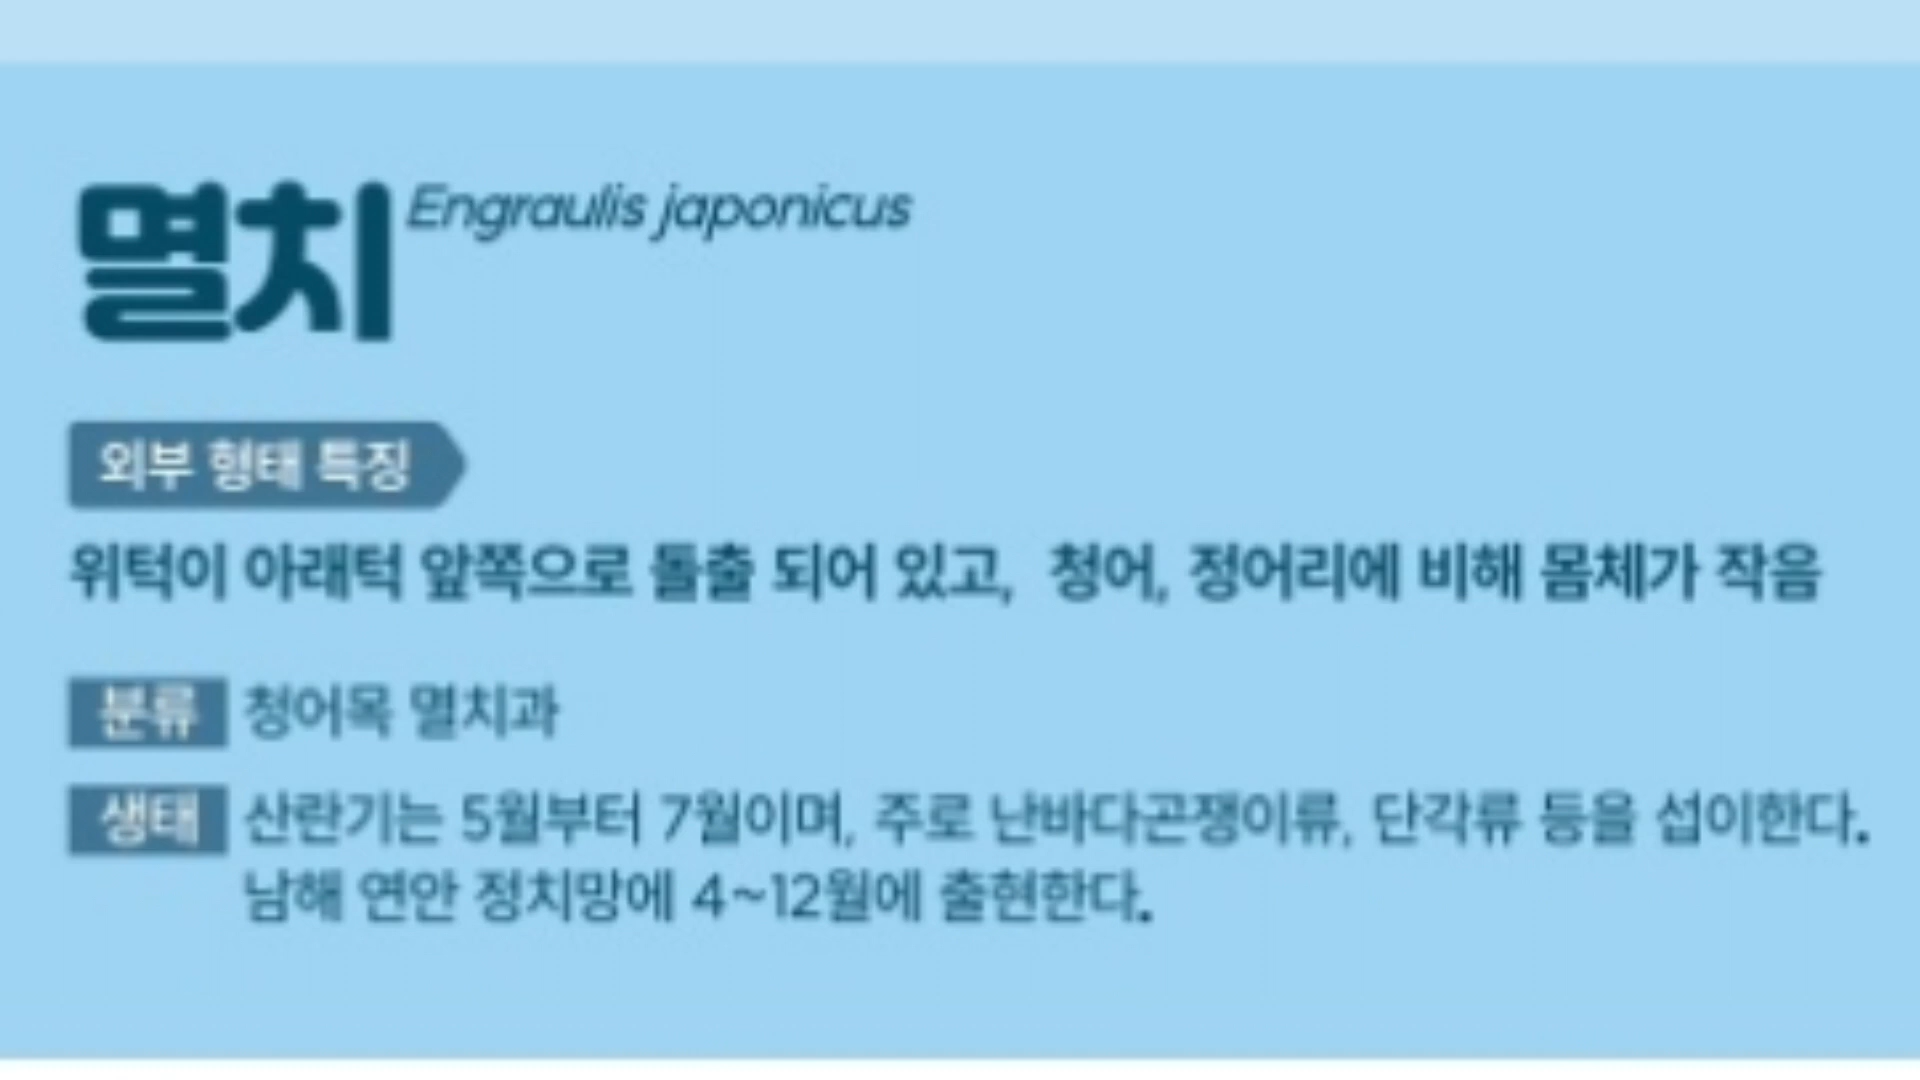 멸치 Engraulis japonicus
외부 형태 특징
위턱이 아래턱 앞쪽으로 돌출 되어 있고, 청어, 정어리에 비해 몸체가 작음
분류 청어목 멸치과
생태 산란기는 5월부터 7월이며, 주로 난바다곤쟁이류, 단각류 등을 섭이한다.
남해 연안 정치망에 4~12월에 출현한다.